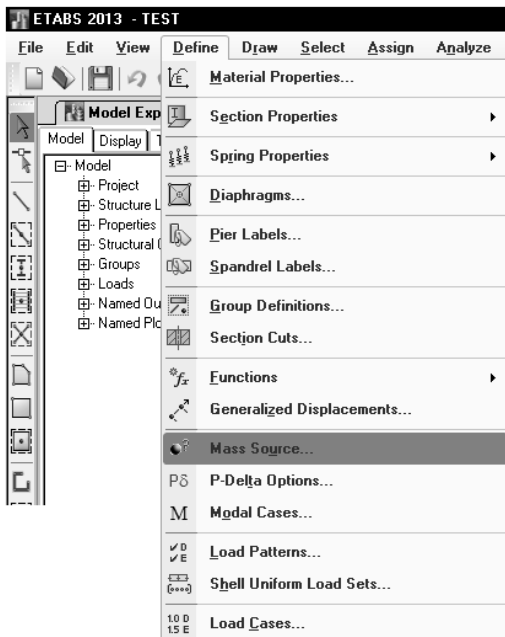 ETABS 2013 - TEST
File Edit View Define Draw Select Assign Analyze
Model Exp
Model Display
Model
Project
Structure L
Properties
Structural
Groups
Loads
Named Ou
Named Plo
Material Properties...
Section Properties
Spring Properties
Diaphragms...
Pier Labels...
Spandrel Labels...
Group Definitions...
Section Cuts...
fx Functions
Generalized Displacements...
Mass Source...
Pδ P-Delta Options...
M Modal Cases...
D
E Load Patterns...
Shell Uniform Load Sets...
1.0 D
1.5 E Load Cases...